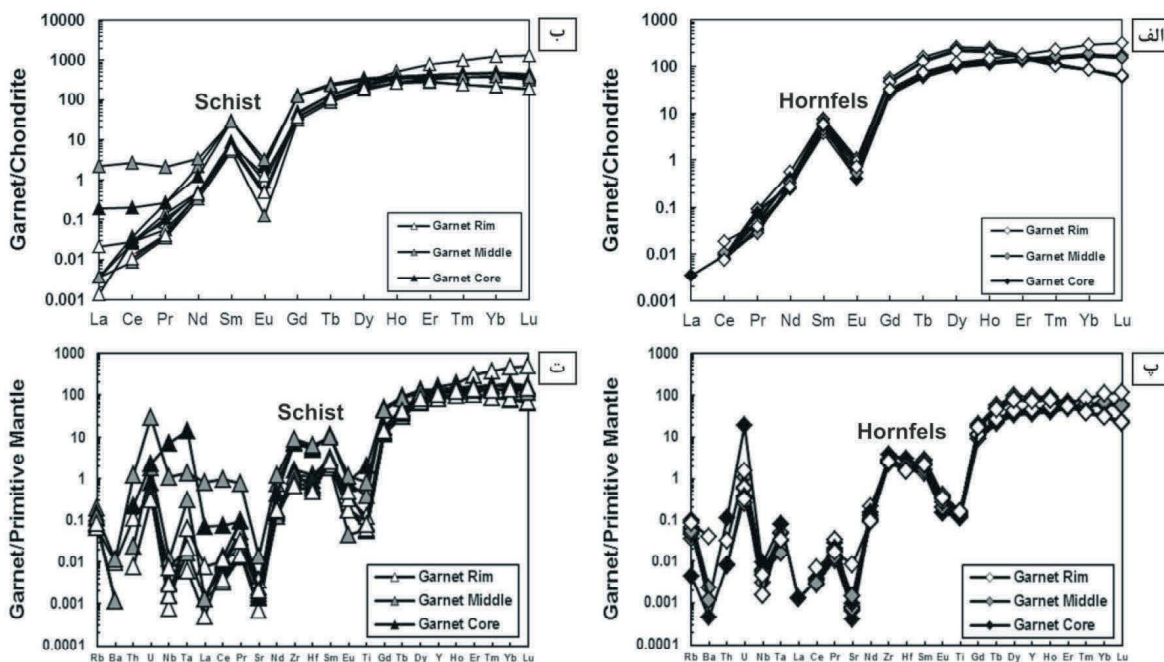 ب
Garnet/Chondrite
10000
1000
100
10
1
0.1
0.01
0.001
Schist
Garnet Rim
Garnet Middle
Garnet Core
La Ce Pr Nd Sm Eu Gd Tb Dy Ho Er Tm Yb Lu
الف
Garnet/Chondrite
1000
100
10
1
0.1
0.01
0.001
Hornfels
Garnet Rim
Garnet Middle
Garnet Core
La Ce Pr Nd Sm Eu Gd Tb Dy Ho Er Tm Yb Lu
ت
Garnet/Primitive Mantle
1000
100
10
1
0.1
0.01
0.001
0.0001
Schist
Garnet Rim
Garnet Middle
Garnet Core
Rb Ba Th U Nb Ta La Ce Pr Sr Nd Zr Hf Sm Eu Ti Gd Tb Dy Y Ho Er Tm Yb Lu
پ
Garnet/Primitive Mantle
1000
100
10
1
0.1
0.01
0.001
0.0001
Hornfels
Garnet Rim
Garnet Middle
Garnet Core
Rb Ba Th U Nb Ta La Ce Pr Sr Nd Zr Hf Sm Eu Ti Gd Tb Dy Y Ho Er Tm Yb Lu